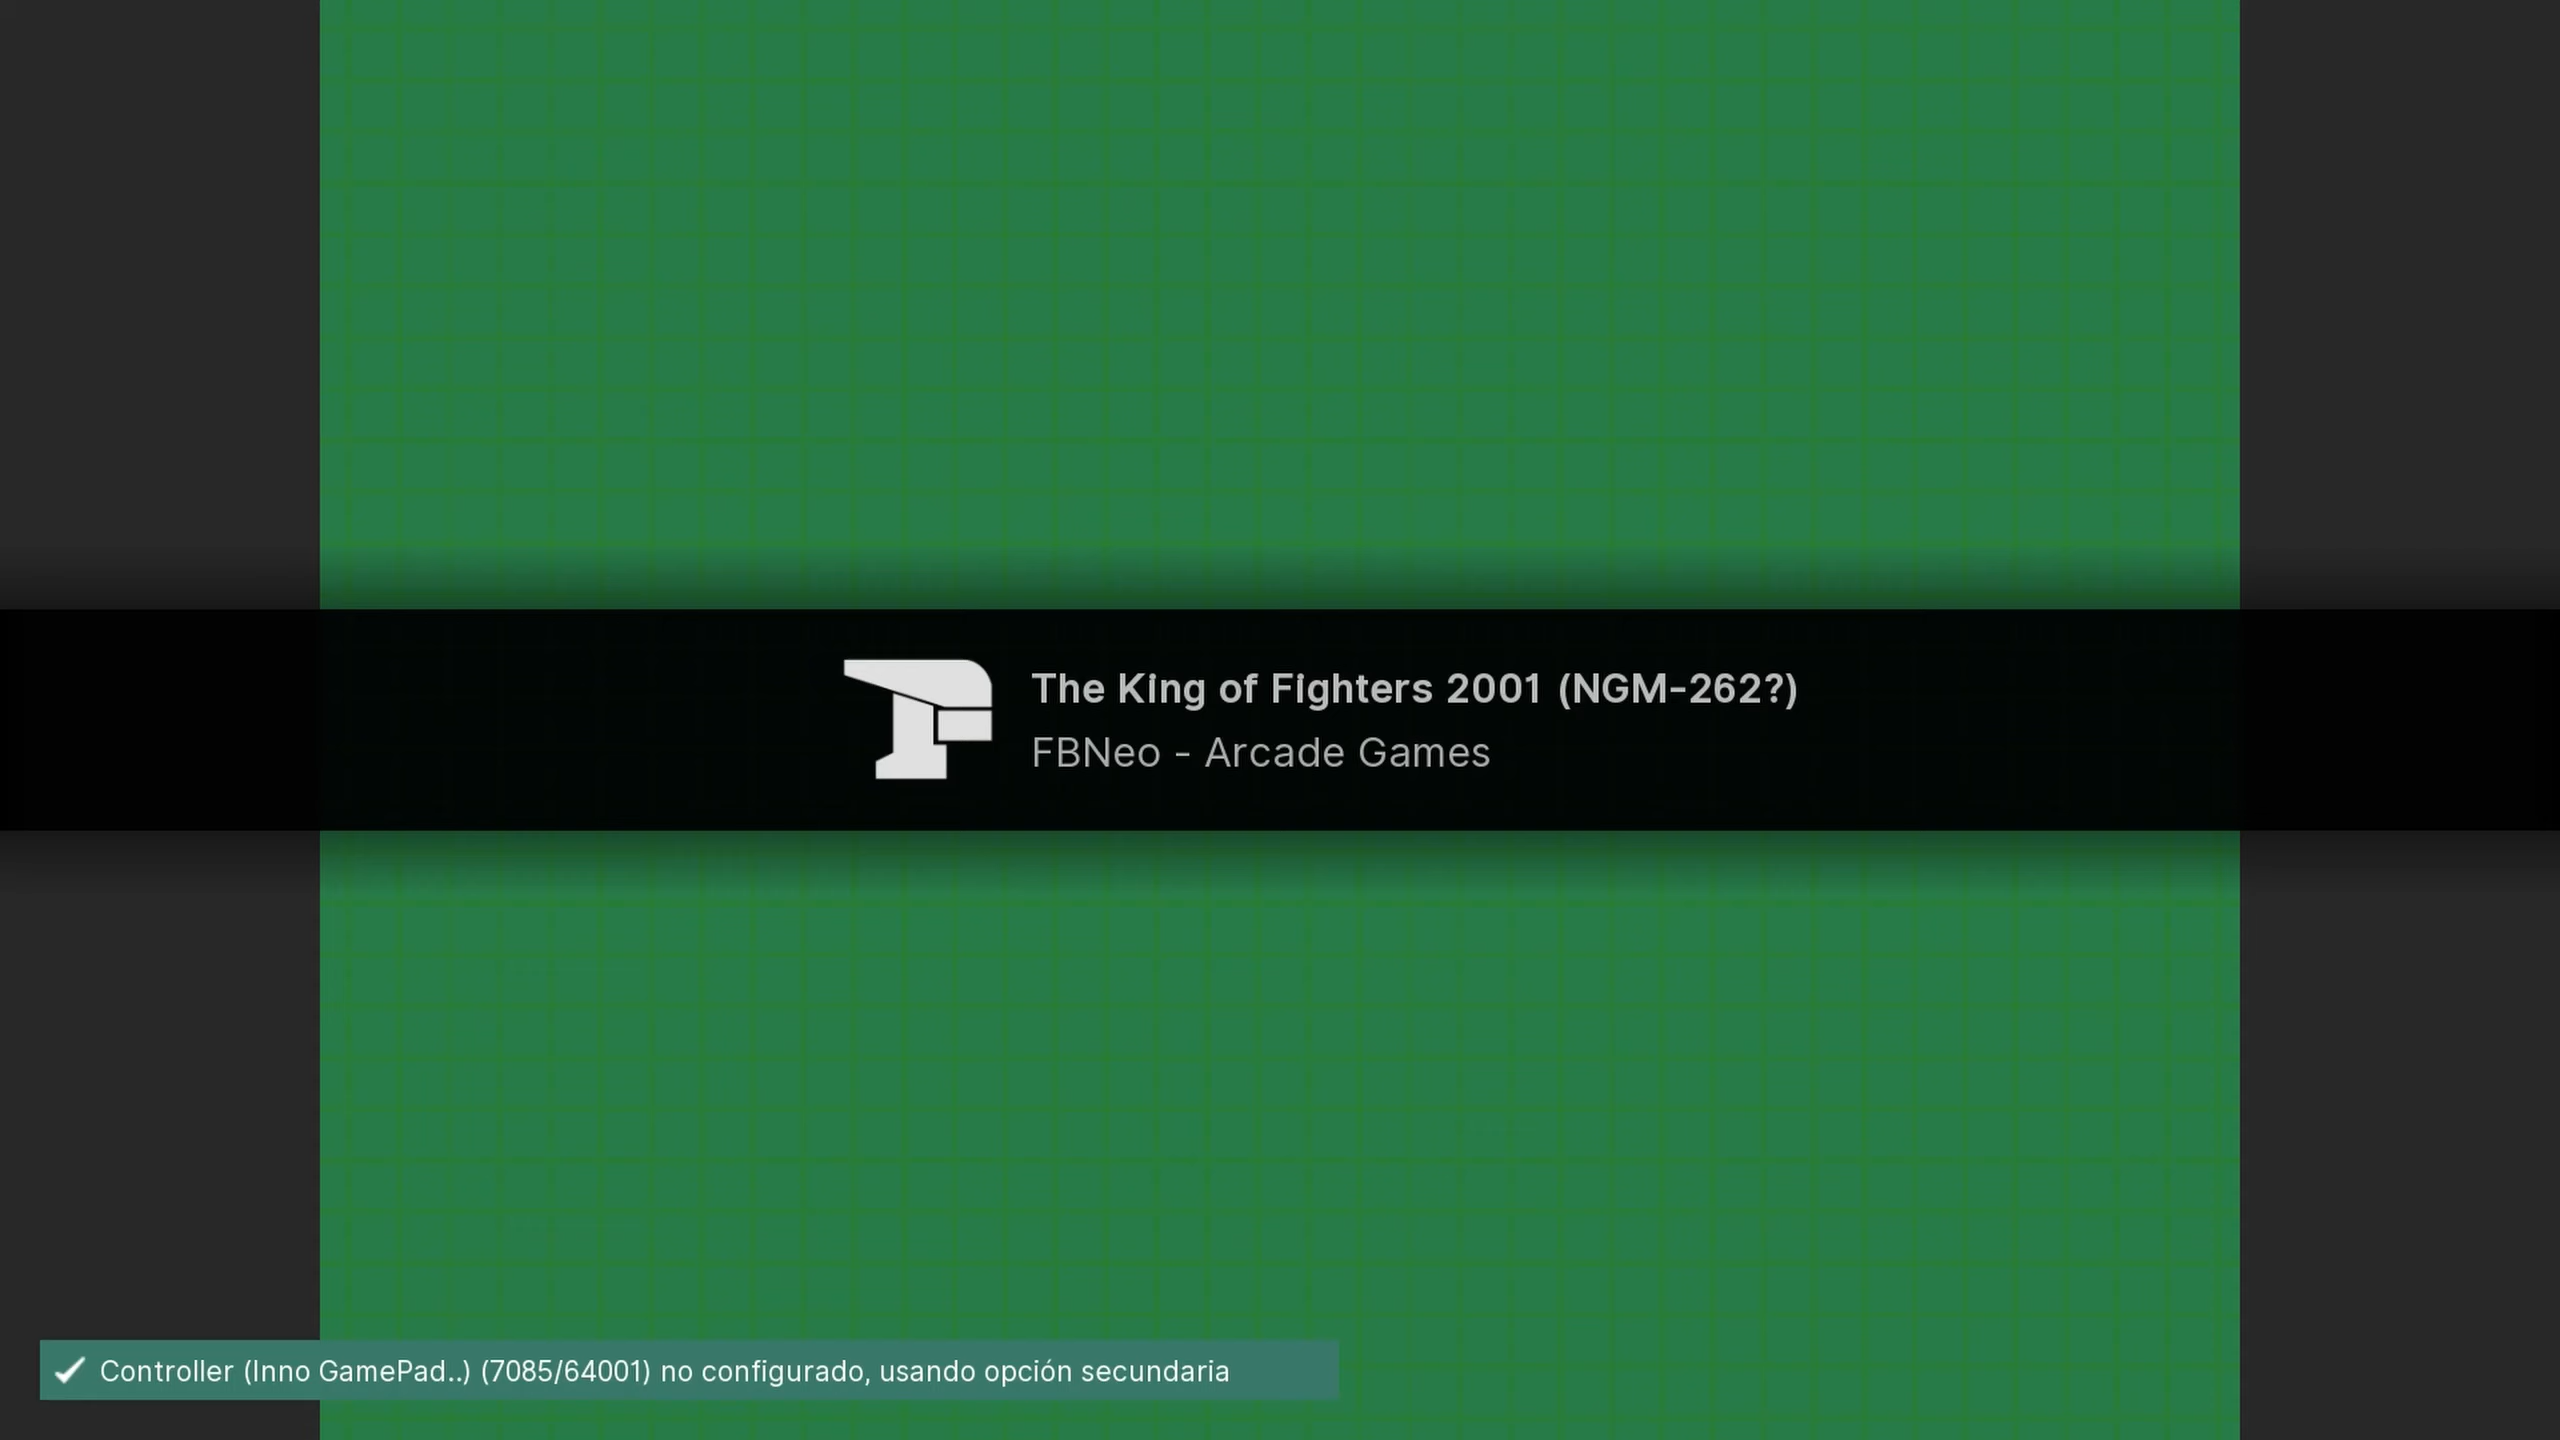 The King of Fighters 2001 (NGM-262?)
FBNeo - Arcade Games
Controller (Inno GamePad..) (7085/64001) no configurado, usando opción secundaria